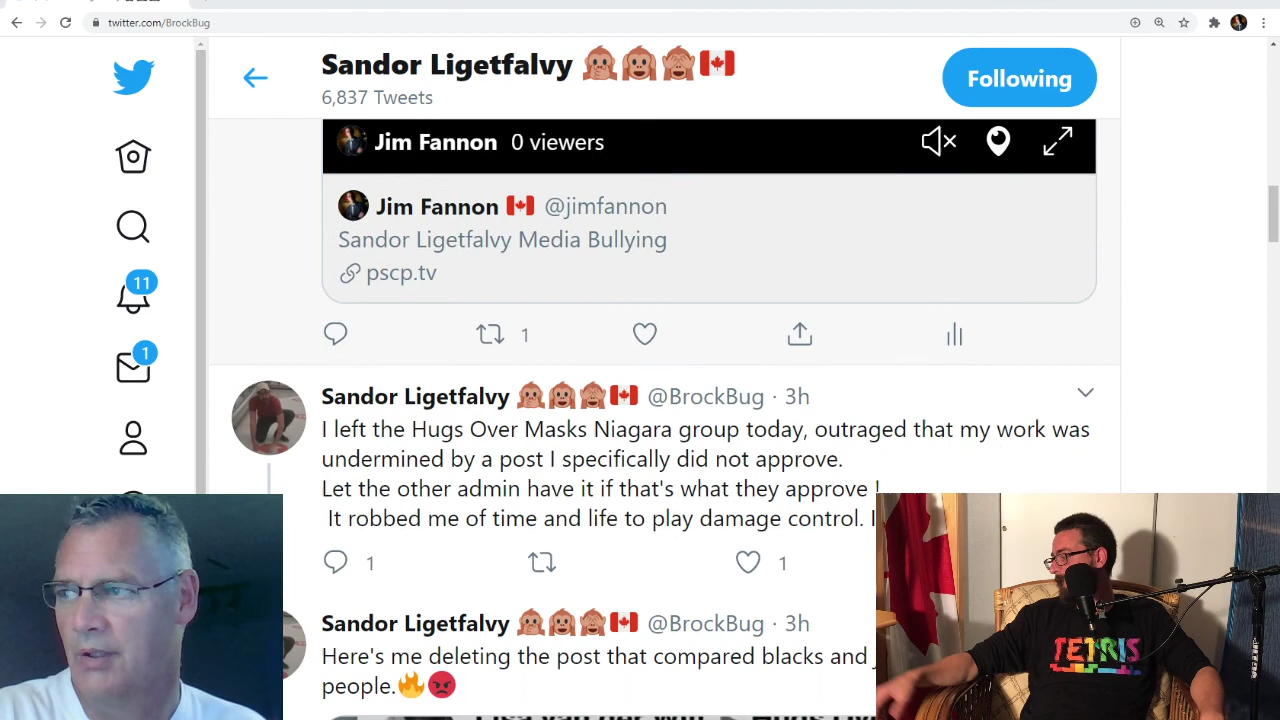 twitter.com/BrockBug
Sandor Ligetfalvy 🙊🙉🙈🇨🇦
6,837 Tweets
Following
Jim Fannon 0 viewers
Jim Fannon 🇨🇦 @jimfannon
Sandor Ligetfalvy Media Bullying
pscp.tv
1
11
1
Sandor Ligetfalvy 🙊🙉🙈🇨🇦 @BrockBug · 3h
I left the Hugs Over Masks Niagara group today, outraged that my work was
undermined by a post I specifically did not approve.
Let the other admin have it if that's what they approve !
It robbed me of time and life to play damage control. I
1 1
Sandor Ligetfalvy 🙊🙉🙈🇨🇦 @BrockBug · 3h
Here's me deleting the post that compared blacks and
people.🔥😡
TETRIS